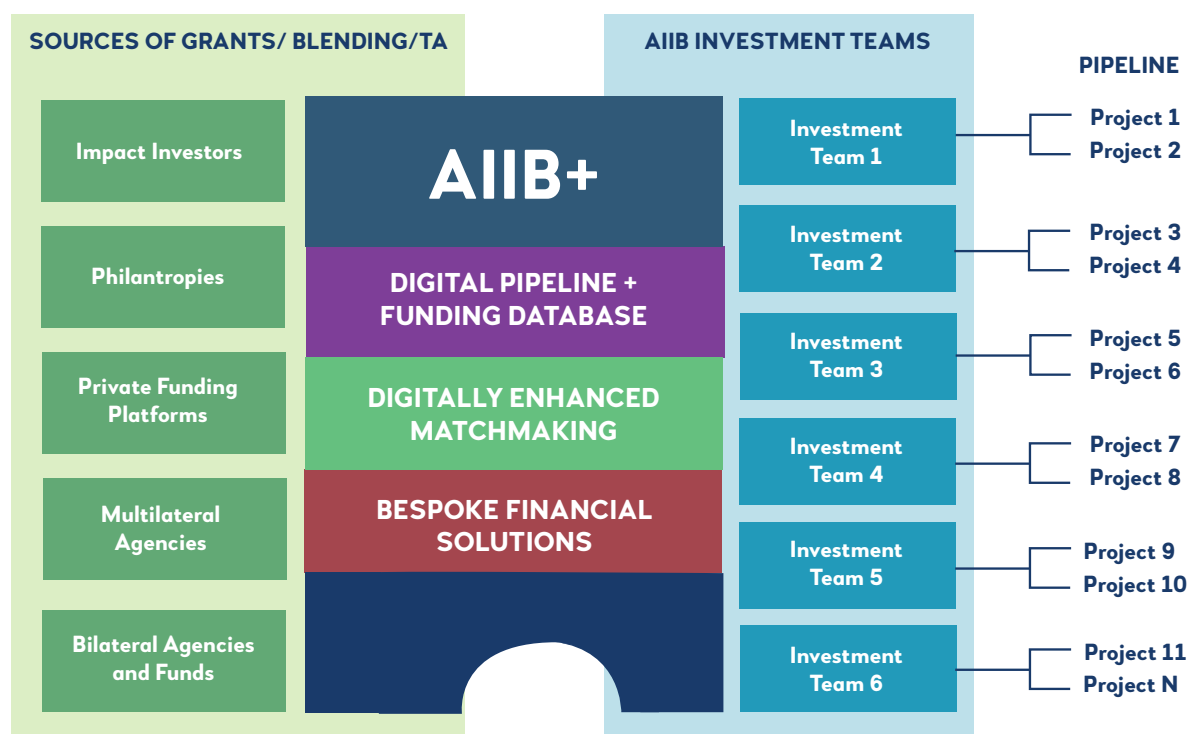 SOURCES OF GRANTS/ BLENDING/TA
Impact Investors
Philantropies
Private Funding
Platforms
Multilateral
Agencies
Bilateral Agencies
and Funds
AIIB+
DIGITAL PIPELINE +
FUNDING DATABASE
DIGITALLY ENHANCED
MATCHMAKING
BESPOKE FINANCIAL
SOLUTIONS
AIIB INVESTMENT TEAMS
Investment
Team 1
Investment
Team 2
Investment
Team 3
Investment
Team 4
Investment
Team 5
Investment
Team 6
PIPELINE
Project 1
Project 2
Project 3
Project 4
Project 5
Project 6
Project 7
Project 8
Project 9
Project 10
Project 11
Project N